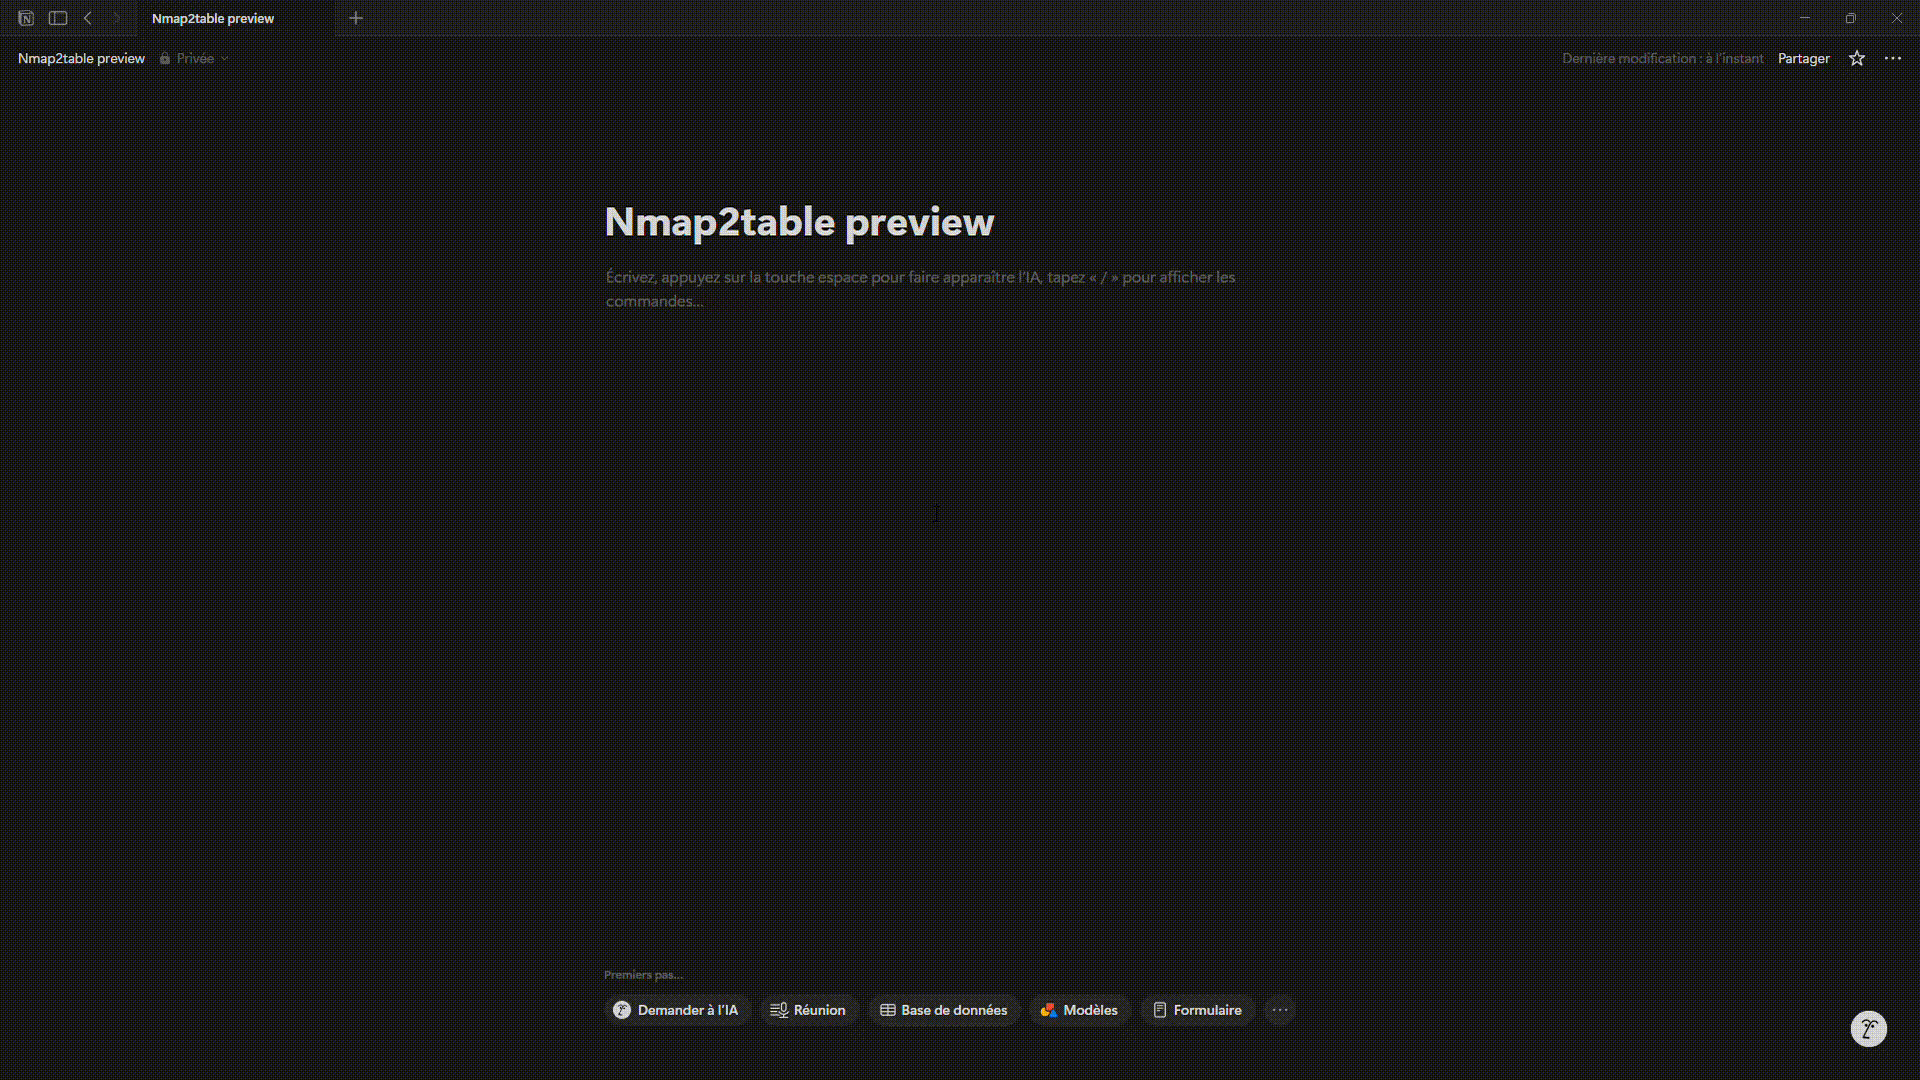 Nmap2table preview
Nmap2table preview Privée
Dernière modification : à l'instant Partager
Nmap2table preview
Écrivez, appuyez sur la touche espace pour faire apparaître l'IA, tapez « / » pour afficher les
commandes...
Premiers pas...
Demander à l'IA Réunion Base de données Modèles Formulaire